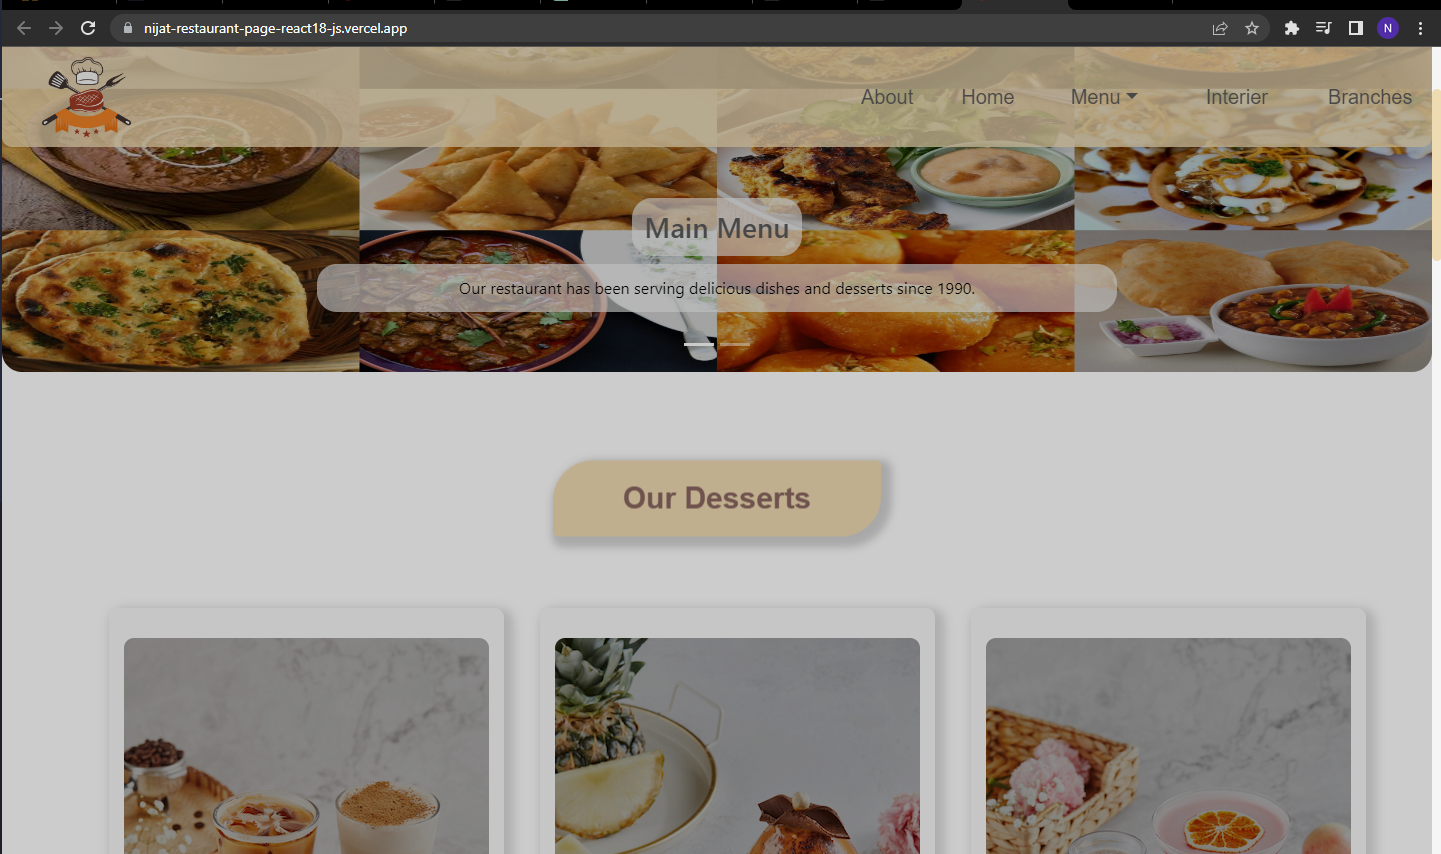 nijat-restaurant-page-react18-js.vercel.app
N
About Home Menu Interier Branches
Main Menu
Our restaurant has been serving delicious dishes and desserts since 1990.
Our Desserts